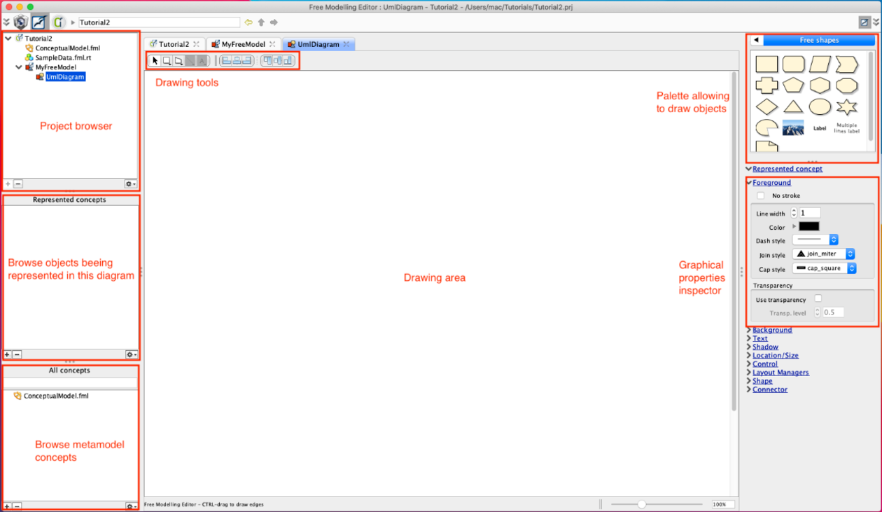 Free Modelling Editor : UmlDiagram - Tutorial2 - /Users/mac/Tutorials/Tutorial2.prj
Tutorial2
Tutorial2
ConceptualModel.fml
SampleData.fml.rt
MyFreeModel
UmlDiagram
Project browser
Represented concepts
Browse objects beeing
represented in this diagram
All concepts
ConceptualModel.fml
Browse metamodel
concepts
Tutorial2
MyFreeModel
UmlDiagram
Drawing tools
Palette allowing
to draw objects
Drawing area
Graphical
properties
inspector
Free Modelling Editor - CTRL-drag to draw edges
100%
Free shapes
Label
Multiple
lines label
Represented concept
Foreground
No stroke
Line width 1
Color
Dash style
Join style join_miter
Cap style cap_square
Transparency
Use transparency
Transp. level 0.5
Background
Text
Shadow
Location/Size
Control
Layout Managers
Shape
Connector